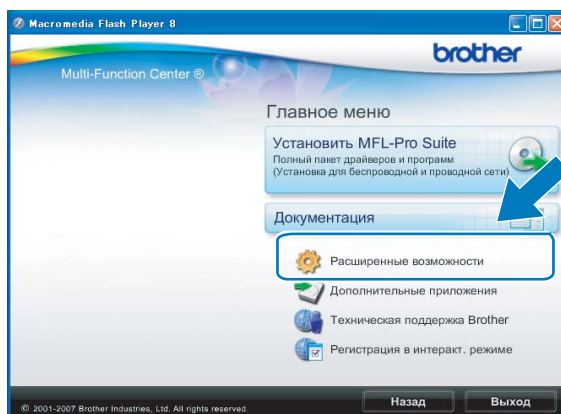 Macromedia Flash Player 8
brother
Multi-Function Center ®
Главное меню
Установить MFL-Pro Suite
Полный пакет драйверов и программ
(Установка для беспроводной и проводной сети)
Документация
Расширенные возможности
Дополнительные приложения
Техническая поддержка Brother
Регистрация в интеракт. режиме
© 2001-2007 Brother Industries, Ltd. All rights reserved
Назад
Выход